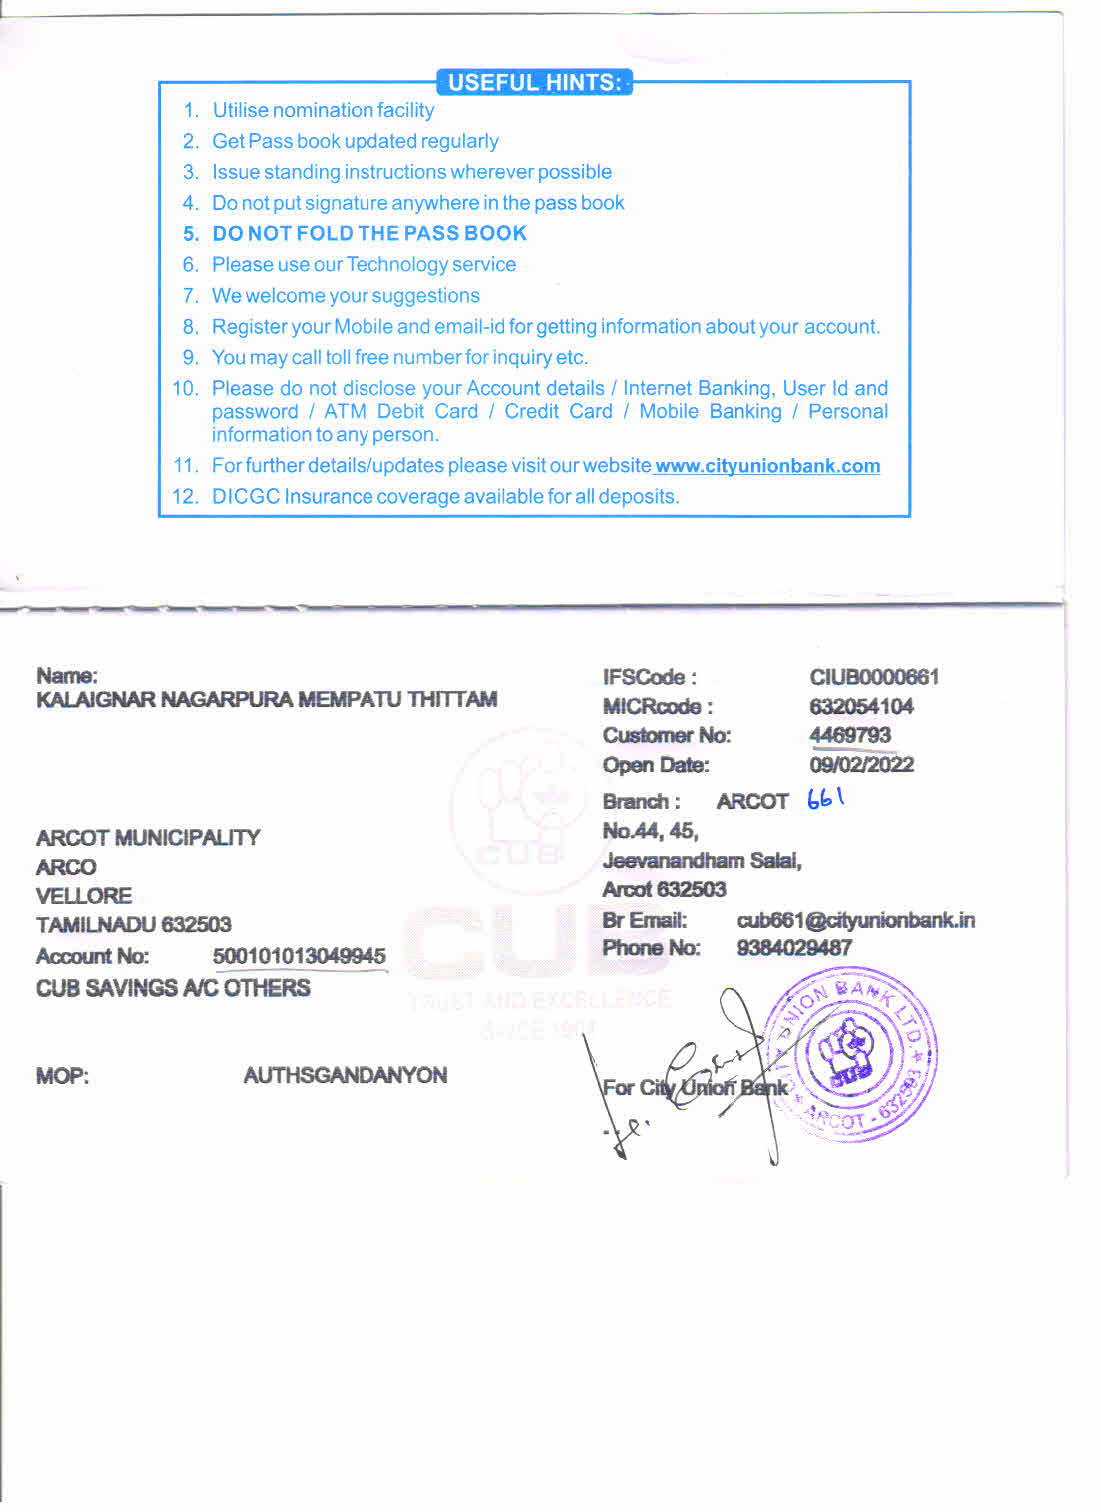 USEFUL HINTS:
1. Utilise nomination facility
2. Get Pass book updated regularly
3. Issue standing instructions wherever possible
4. Do not put signature anywhere in the pass book
5. DO NOT FOLD THE PASS BOOK
6. Please use our Technology service
7. We welcome your suggestions
8. Register your Mobile and email-id for getting information about your account.
9. You may call toll free number for inquiry etc.
10. Please do not disclose your Account details / Internet Banking, User Id and
password / ATM Debit Card / Credit Card / Mobile Banking / Personal
information to any person.
11. For further details/updates please visit our website www.cityunionbank.com
12. DICGC Insurance coverage available for all deposits.
Name:
KALAIGNAR NAGARPURA MEMPATU THITTAM
ARCOT MUNICIPALITY
ARCO
VELLORE
TAMILNADU 632503
Account No: 500101013049945
CUB SAVINGS A/C OTHERS
MOP: AUTHSGANDANYON
IFSCode : CIUB0000661
MICRcode : 632054104
Customer No: 4469793
Open Date: 09/02/2022
Branch : ARCOT 661
No.44, 45,
Jeevanandham Salai,
Arcot 632503
Br Email: cub661@cityunionbank.in
Phone No: 9384029487
For City Union Bank
CUB
CUB
TRUST AND EXCELLENCE
SINCE 1904
CITY UNION BANK LTD.
CUB
ARCOT - 632503